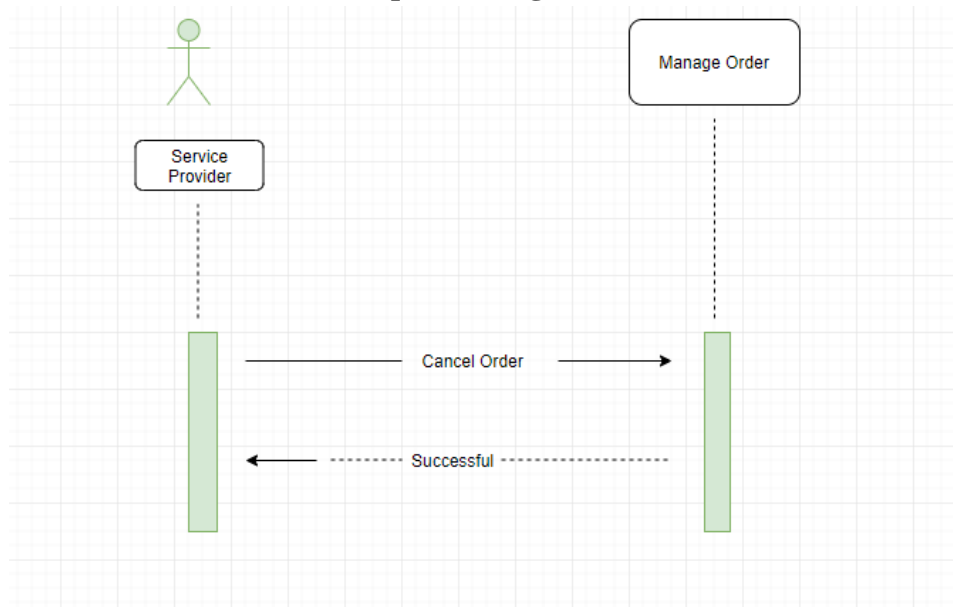 Manage Order
Service
Provider
Cancel Order
Successful